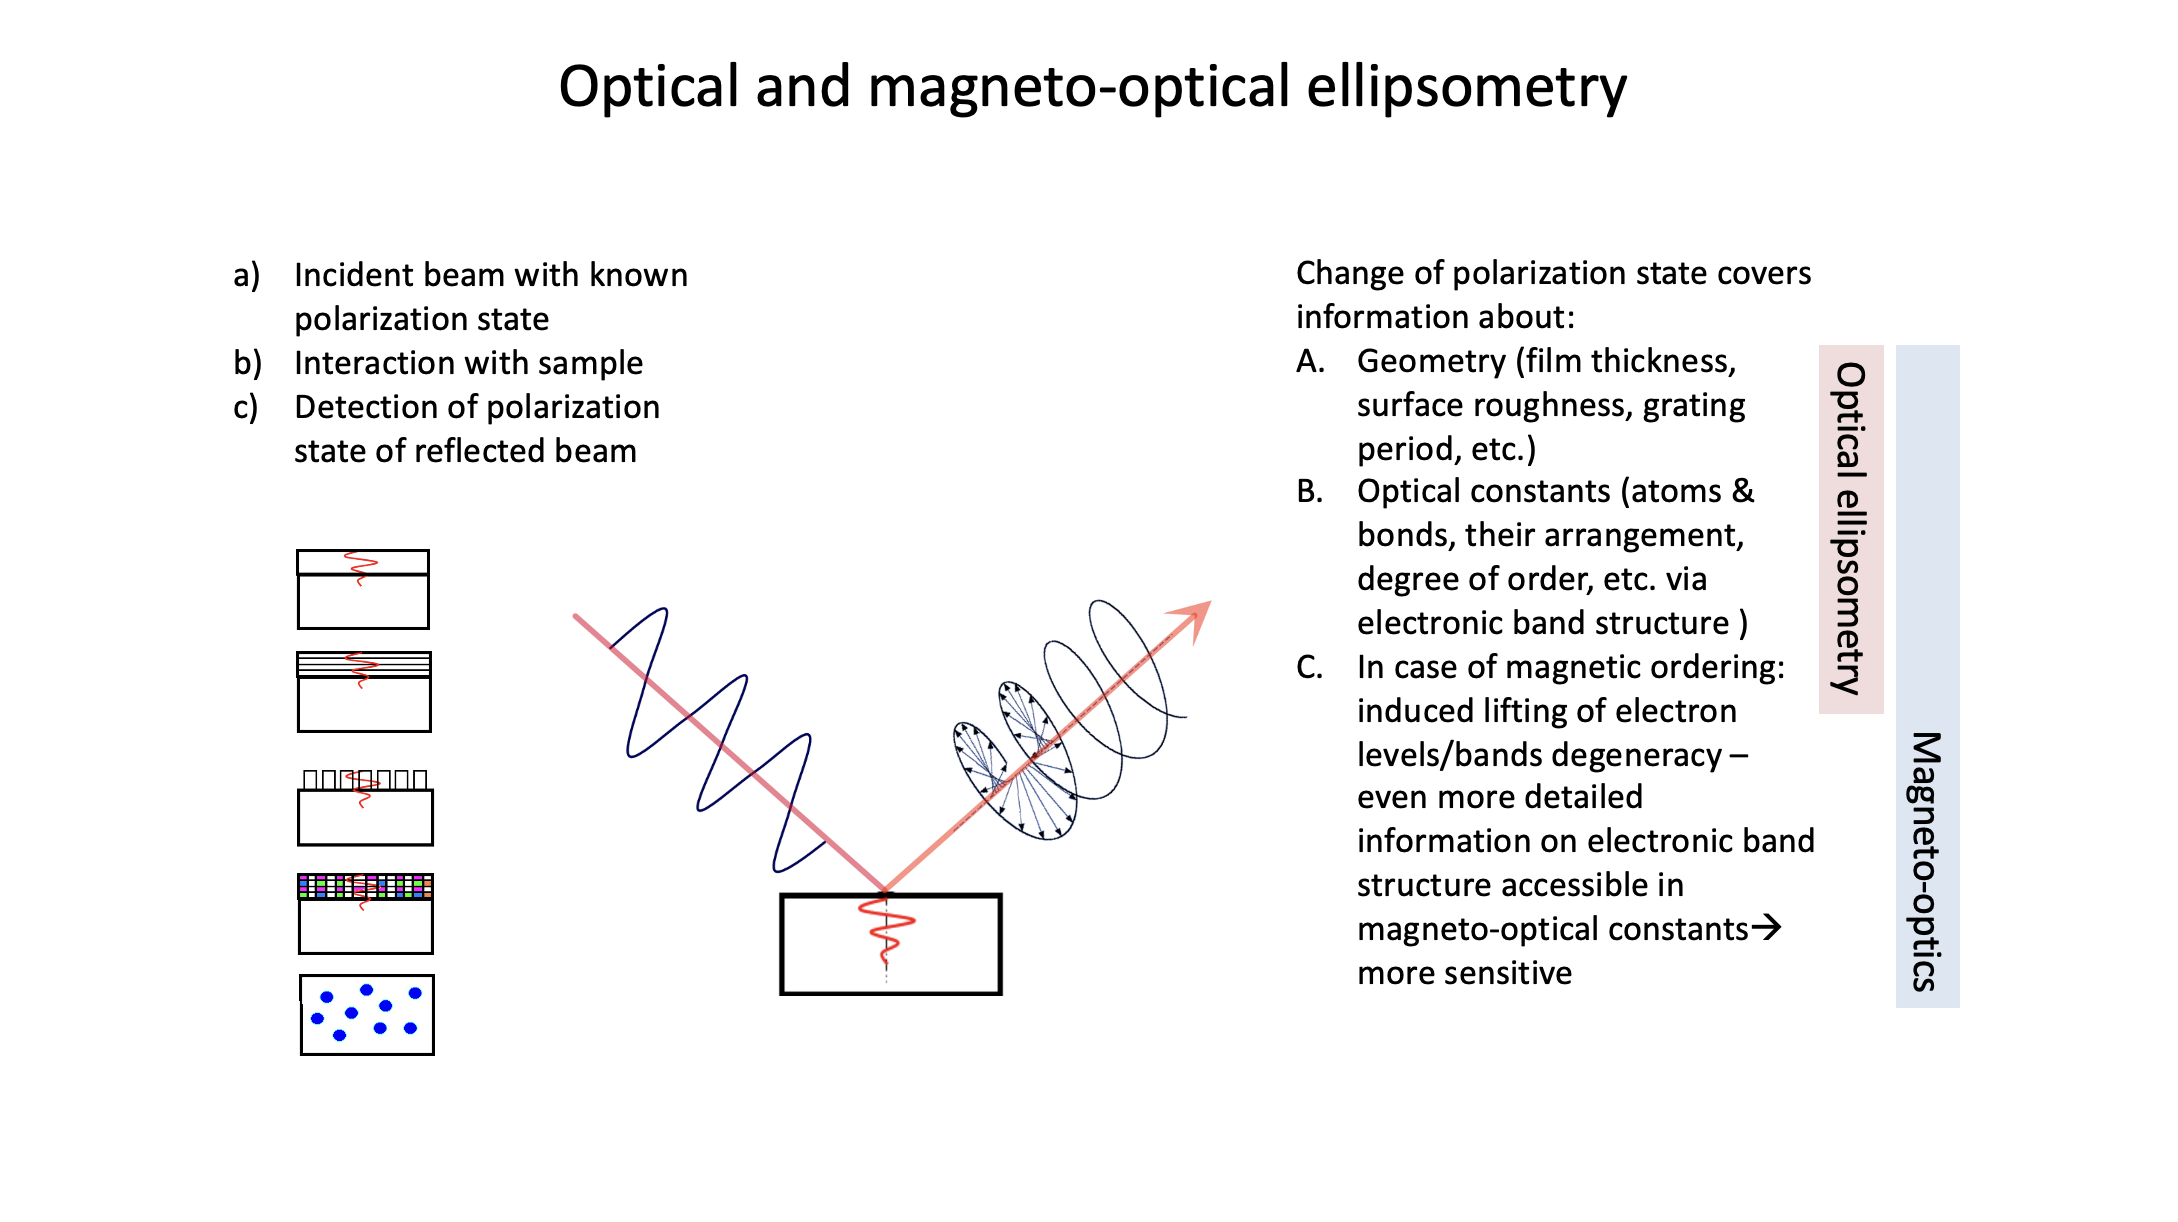 Optical and magneto-optical ellipsometry
a) Incident beam with known
polarization state
b) Interaction with sample
c) Detection of polarization
state of reflected beam
Change of polarization state covers
information about:
A. Geometry (film thickness,
surface roughness, grating
period, etc.)
B. Optical constants (atoms &
bonds, their arrangement,
degree of order, etc. via
electronic band structure )
C. In case of magnetic ordering:
induced lifting of electron
levels/bands degeneracy –
even more detailed
information on electronic band
structure accessible in
magneto-optical constants→
more sensitive
Optical ellipsometry
Magneto-optics